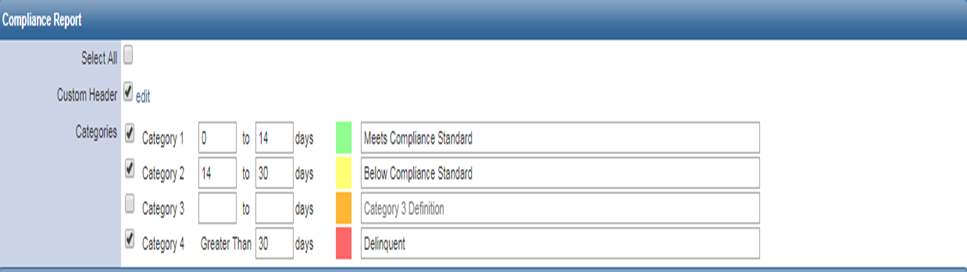 Compliance Report
Select All
Custom Header edit
Categories Category 1 0 to 14 days Meets Compliance Standard
Category 2 14 to 30 days Below Compliance Standard
Category 3 to days Category 3 Definition
Category 4 Greater Than 30 days Delinquent